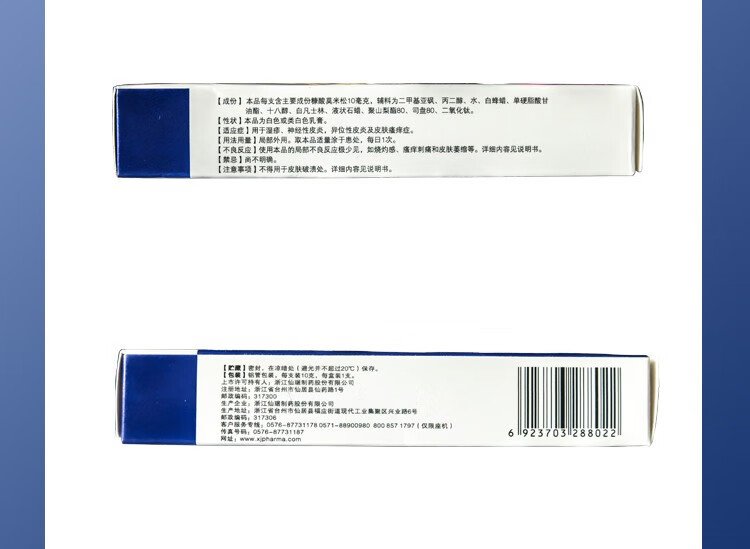 【成份】 本品每支含主要成份糠酸莫米松10毫克，辅料为二甲基亚砜、丙二醇、水、白蜂蜡、单硬脂酸甘
油酯、十八醇、白凡士林、液状石蜡、聚山梨酯80、司盘80、二氧化钛。
【性状】本品为白色或类白色乳膏。
【适应症】用于湿疹、神经性皮炎，异位性皮炎及皮肤瘙痒症。
【用法用量】局部外用。取本品适量涂于患处，每日1次。
【不良反应】使用本品的局部不良反应极少见，如烧灼感、瘙痒刺痛和皮肤萎缩等。详细内容见说明书。
【禁忌】尚不明确。
【注意事项】不得用于皮肤破溃处。详细内容见说明书。
【贮藏】密封，在凉暗处（避光并不超过20℃）保存。
【包装】铝管包装，每支装10克，每盒装1支。
上市许可持有人：浙江仙琚制药股份有限公司
注册地址：浙江省台州市仙居县仙药路1号
邮政编码：317300
生产企业：浙江仙琚制药股份有限公司
生产地址：浙江省台州市仙居县福应街道现代工业集聚区兴业路6号
邮政编码：317306
客户服务专线：0576-87731178 0571-88900980 800 857 1797（仅限座机）
传真号码：0576-87731187
网址：www.xjpharma.com
6 923703 288022